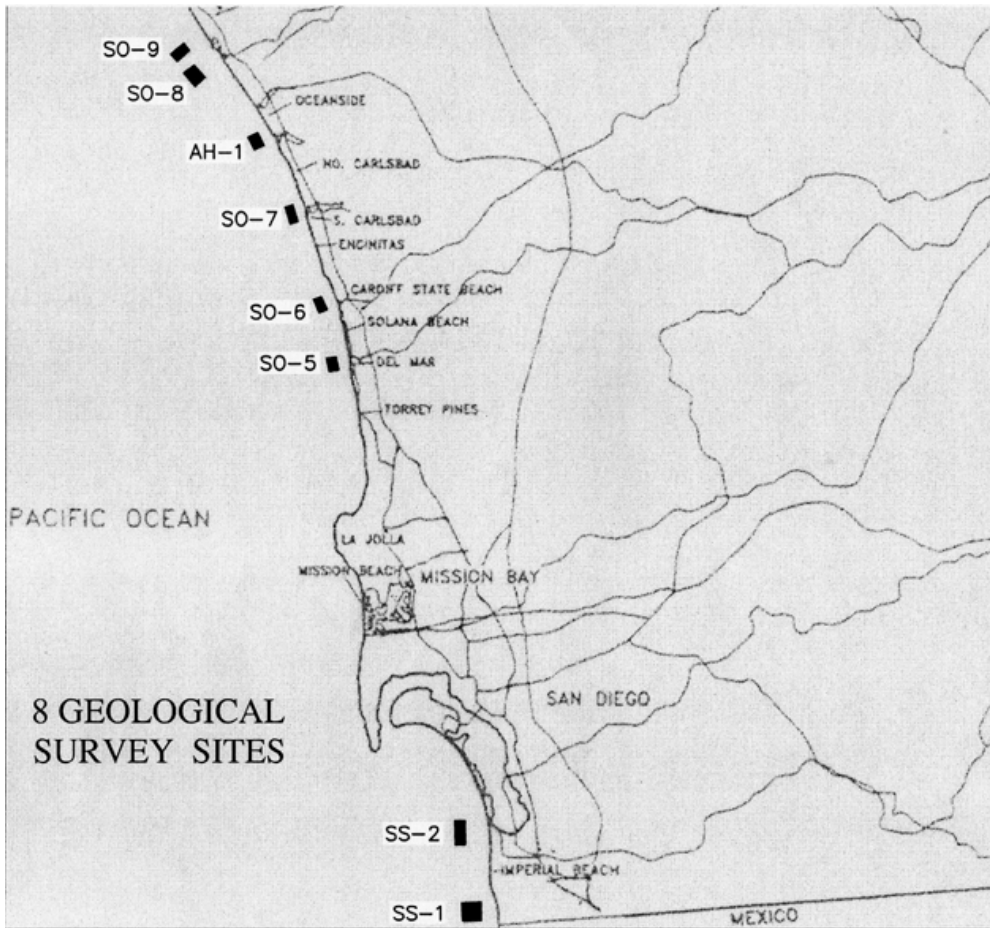 SO-9
SO-8
OCEANSIDE
AH-1
NO. CARLSBAD
SO-7
S. CARLSBAD
ENCINITAS
CARDIFF STATE BEACH
SO-6
SOLANA BEACH
SO-5
DEL MAR
TORREY PINES
PACIFIC OCEAN
LA JOLLA
MISSION BEACH
MISSION BAY
SAN DIEGO
8 GEOLOGICAL
SURVEY SITES
SS-2
IMPERIAL BEACH
SS-1
MEXICO